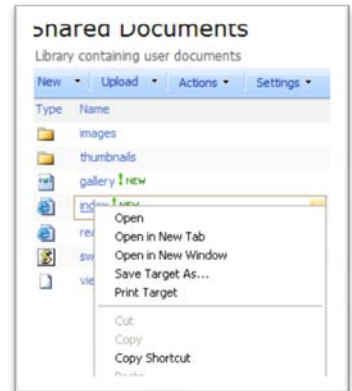 Shared Documents
Library containing user documents
New Upload Actions Settings
Type Name
images
thumbnails
gallery ! NEW
index ! NEW
Open
Open in New Tab
Open in New Window
Save Target As...
Print Target
Cut
Copy
Copy Shortcut